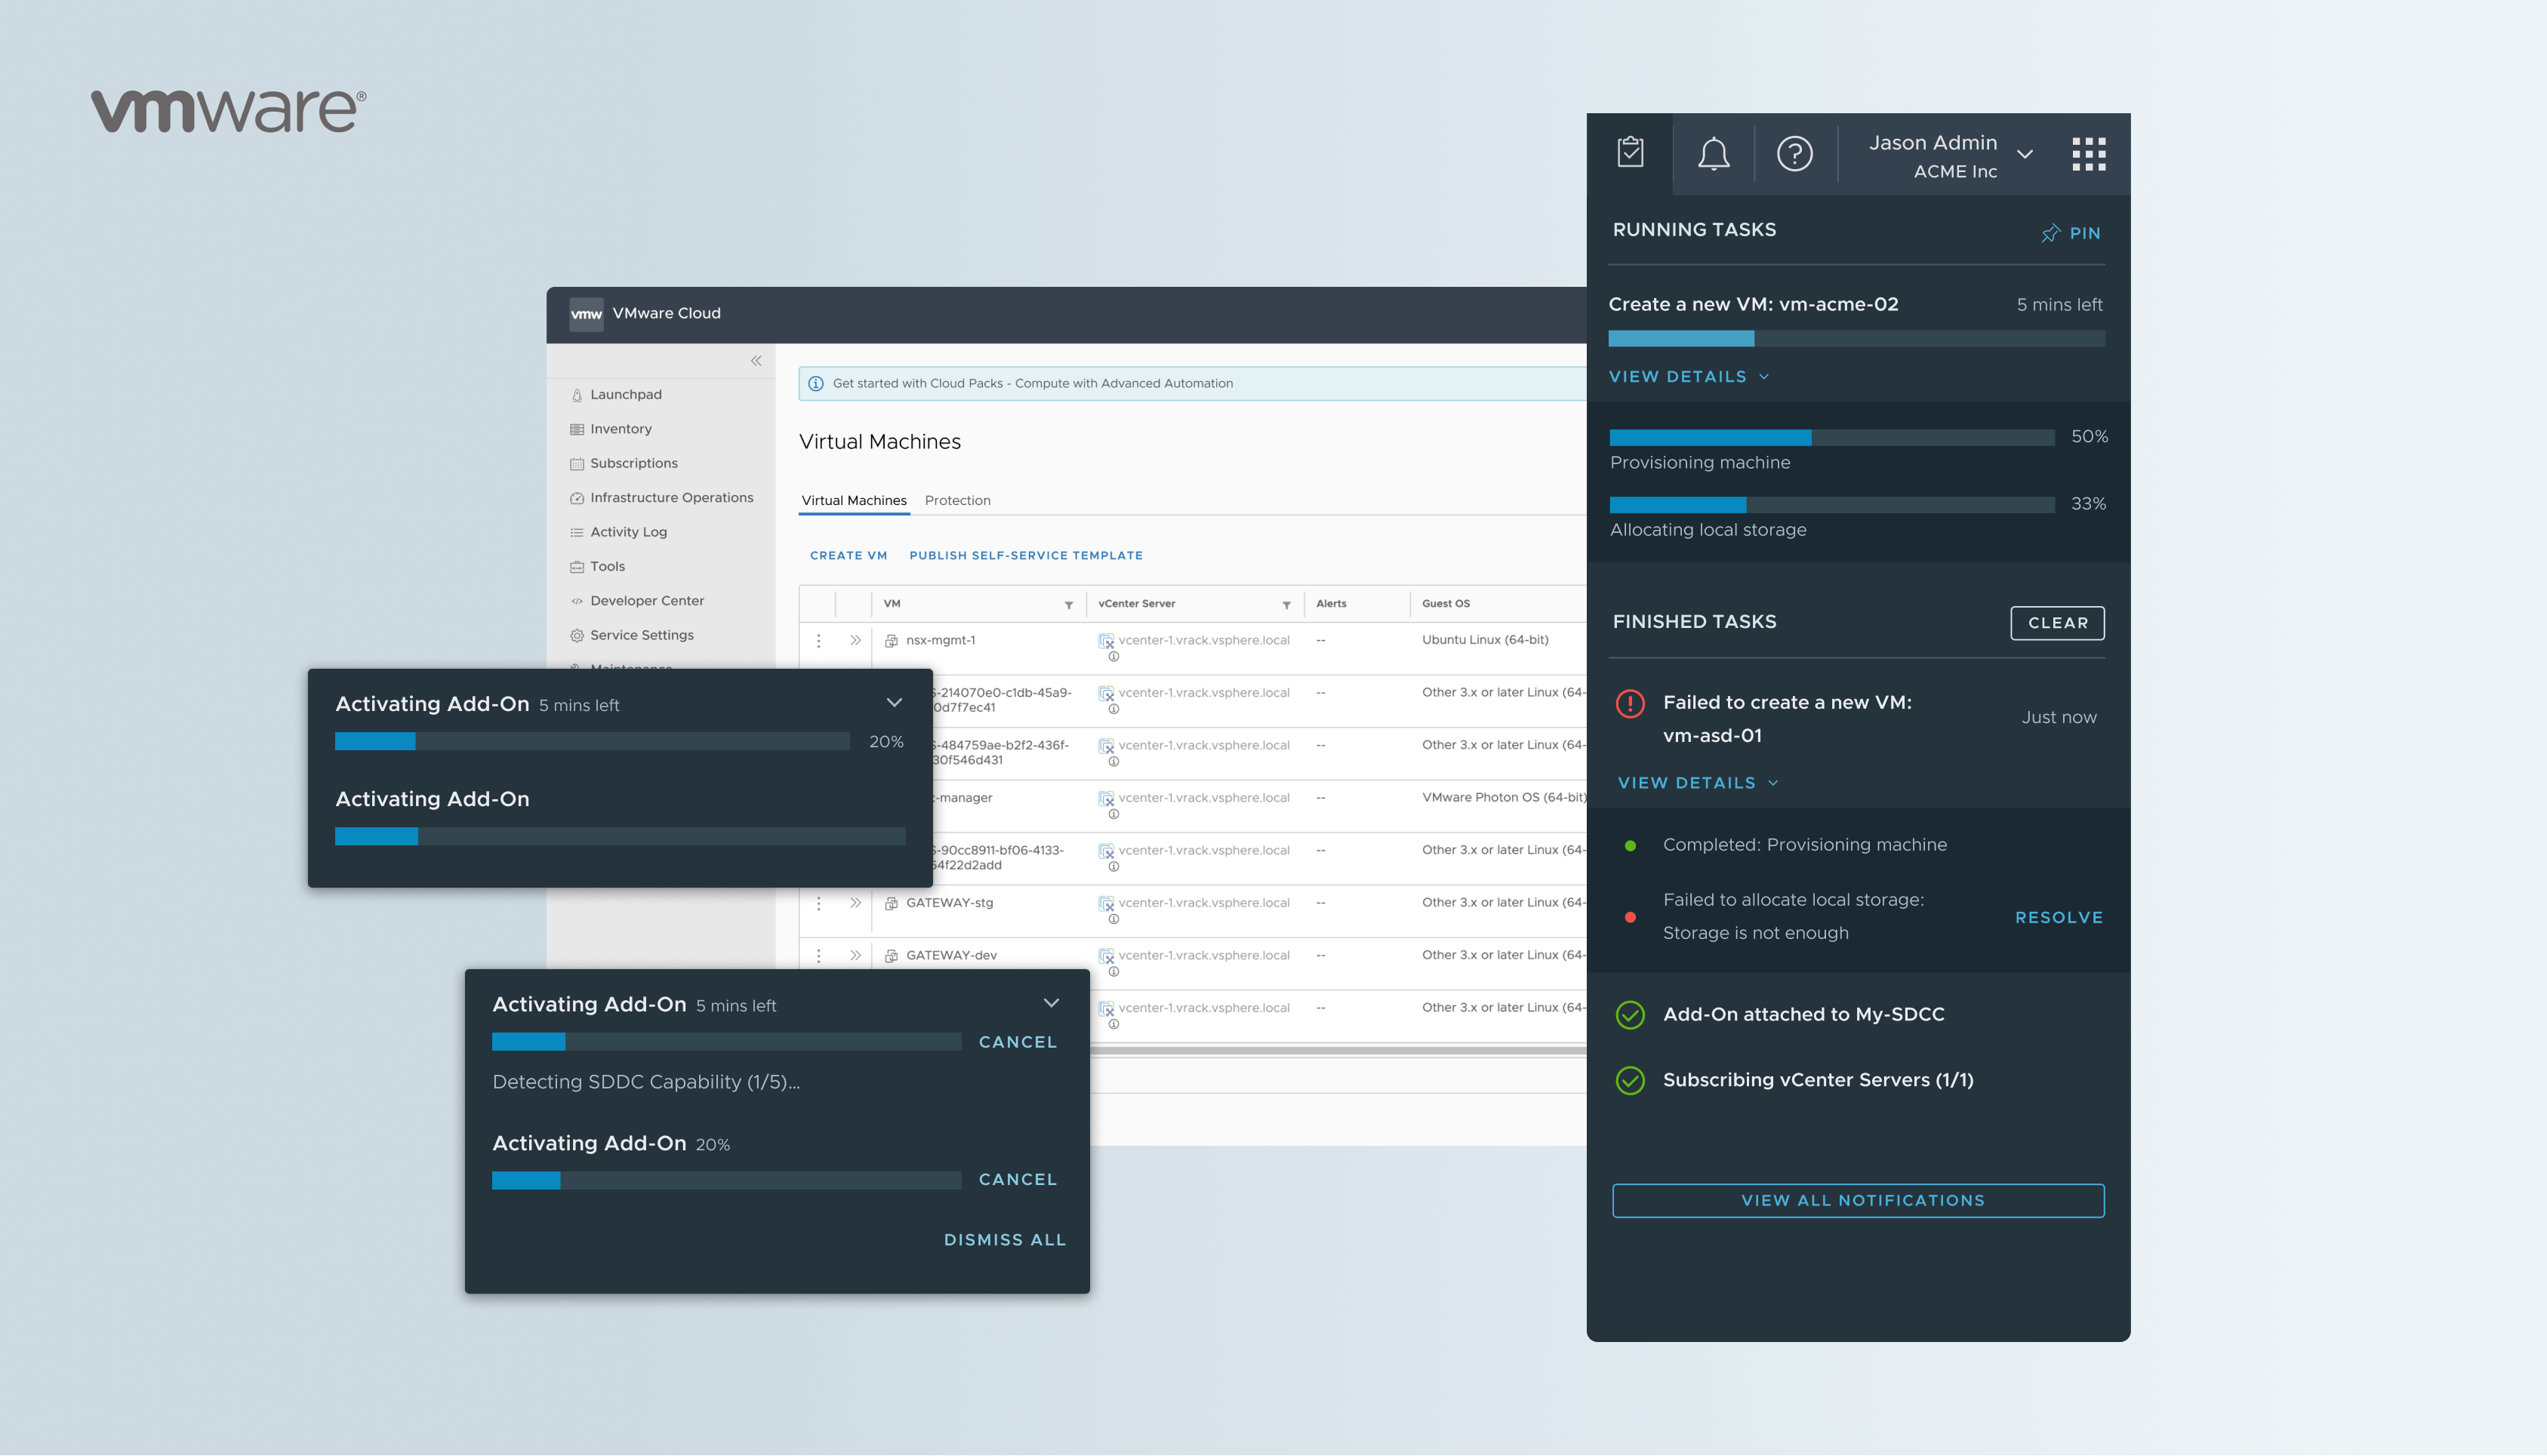 vmware®
vmw VMware Cloud
Launchpad
Inventory
Subscriptions
Infrastructure Operations
Activity Log
Tools
Developer Center
Service Settings
Maintenance
Get started with Cloud Packs - Compute with Advanced Automation
Virtual Machines
Virtual Machines Protection
CREATE VM PUBLISH SELF-SERVICE TEMPLATE
VM vCenter Server Alerts Guest OS
nsx-mgmt-1 vcenter-1.vrack.vsphere.local -- Ubuntu Linux (64-bit)
S-214070e0-c1db-45a9- vcenter-1.vrack.vsphere.local -- Other 3.x or later Linux (64-
0d7f7ec41
S-484759ae-b2f2-436f- vcenter-1.vrack.vsphere.local -- Other 3.x or later Linux (64-
30f546d431
-manager vcenter-1.vrack.vsphere.local -- VMware Photon OS (64-bit)
S-90cc8911-bf06-4133- vcenter-1.vrack.vsphere.local -- Other 3.x or later Linux (64-
64f22d2add
GATEWAY-stg vcenter-1.vrack.vsphere.local -- Other 3.x or later Linux (64-
GATEWAY-dev vcenter-1.vrack.vsphere.local -- Other 3.x or later Linux (64-
vcenter-1.vrack.vsphere.local -- Other 3.x or later Linux (64-
Activating Add-On 5 mins left
20%
Activating Add-On
Activating Add-On 5 mins left
CANCEL
Detecting SDDC Capability (1/5)...
Activating Add-On 20%
CANCEL
DISMISS ALL
Jason Admin
ACME Inc
RUNNING TASKS PIN
Create a new VM: vm-acme-02 5 mins left
VIEW DETAILS
50%
Provisioning machine
33%
Allocating local storage
FINISHED TASKS CLEAR
Failed to create a new VM:
vm-asd-01
Just now
VIEW DETAILS
Completed: Provisioning machine
Failed to allocate local storage:
Storage is not enough
RESOLVE
Add-On attached to My-SDCC
Subscribing vCenter Servers (1/1)
VIEW ALL NOTIFICATIONS